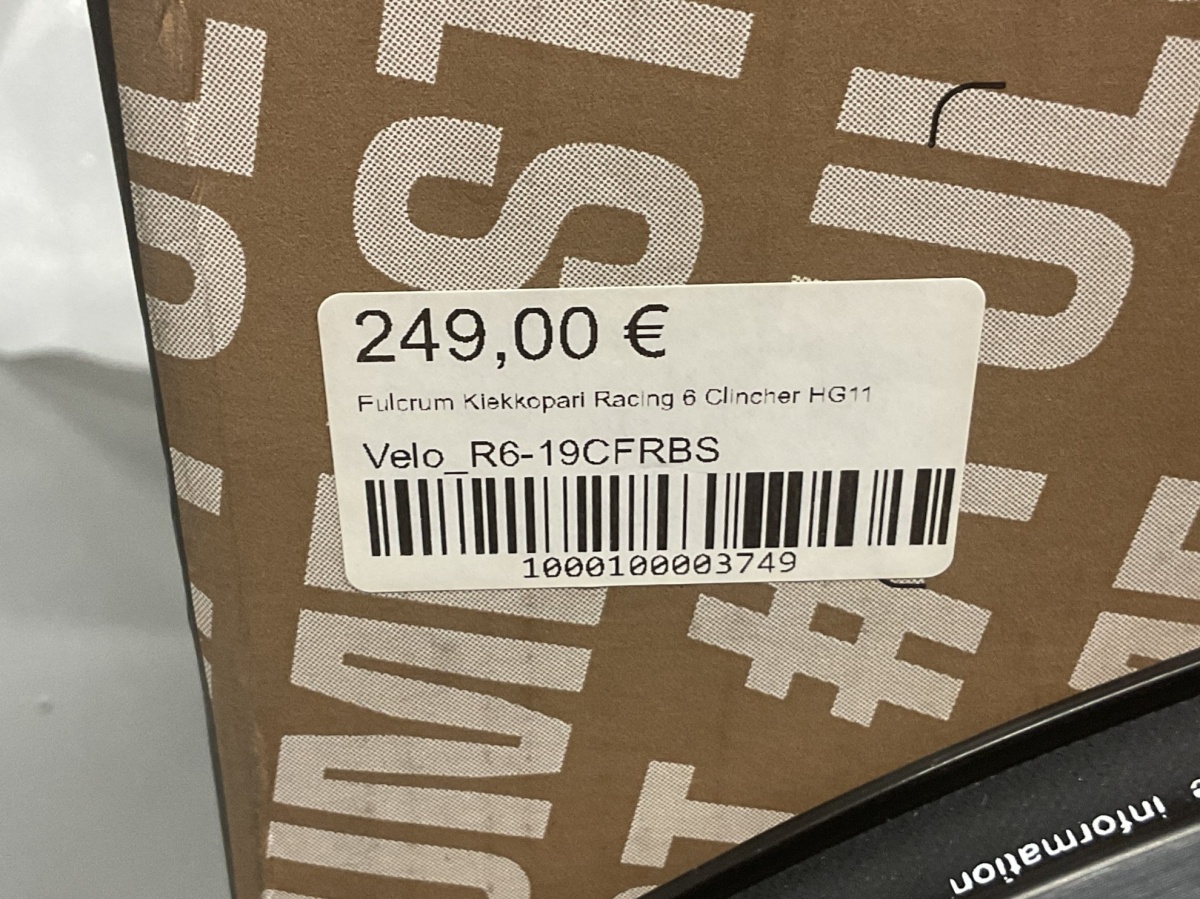 249,00 €
Fulcrum Kiekkopari Racing 6 Clincher HG11
Velo_R6-19CFRBS
1000100003749
information